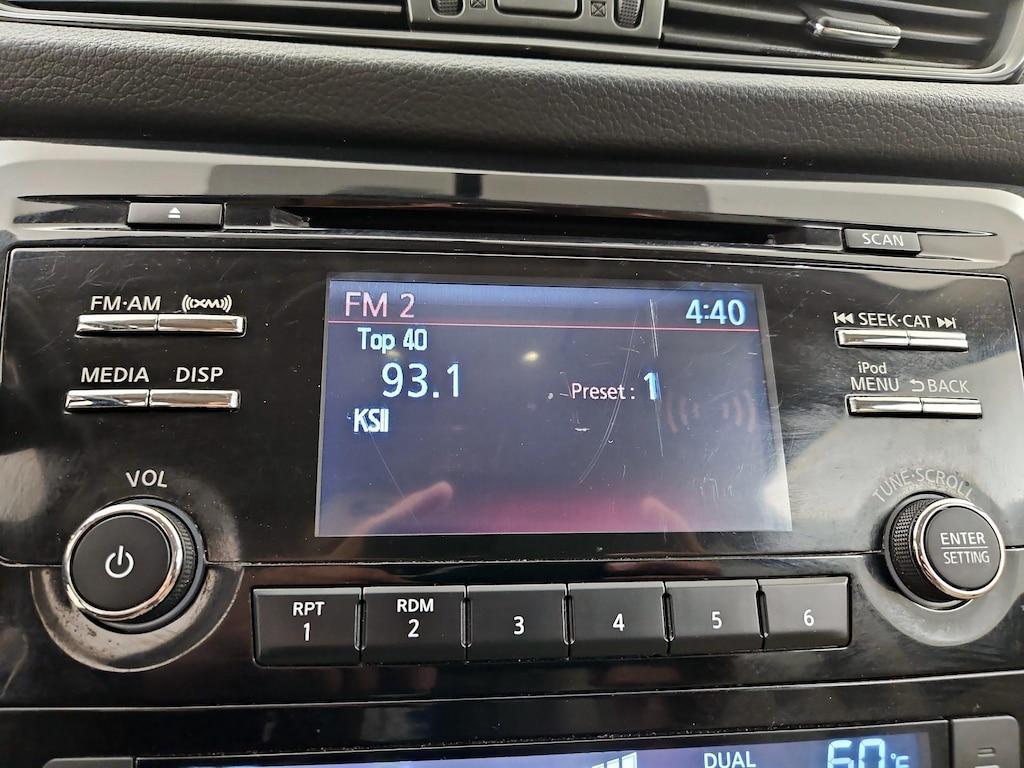 SCAN
FM·AM (((XM)))
FM 2 4:40
SEEK·CAT
Top 40
93.1 Preset : 1
KSII
MEDIA DISP
iPod
MENU BACK
VOL
TUNE·SCROLL
ENTER
SETTING
RPT
1
RDM
2
3
4
5
6
DUAL
60°F